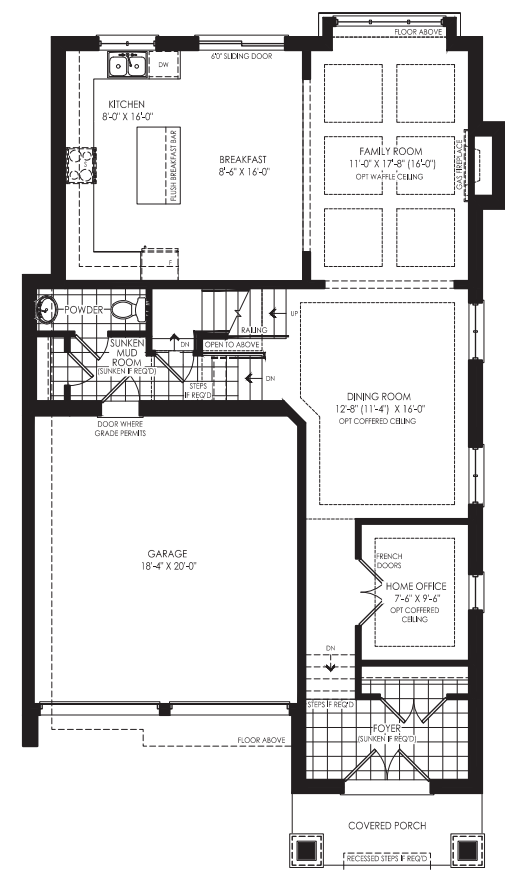 FLOOR ABOVE
6'0" SLIDING DOOR
DW
KITCHEN
8'-0" X 16'-0"
FLUSH BREAKFAST BAR
BREAKFAST
8'-6" X 16'-0"
FAMILY ROOM
11'-0" X 17'-8" (16'-0")
OPT WAFFLE CEILING
GAS FIREPLACE
F
POWDER
SUNKEN
MUD
ROOM
(SUNKEN IF REQ'D)
DN
RAILING
UP
OPEN TO ABOVE
STEPS
IF REQ'D
DN
DINING ROOM
12'-8" (11'-4") X 16'-0"
OPT COFFERED CEILING
DOOR WHERE
GRADE PERMITS
GARAGE
18'-4" X 20'-0"
FRENCH
DOORS
HOME OFFICE
7'-6" X 9'-6"
OPT COFFERED
CEILING
DN
STEPS IF REQ'D
FOYER
(SUNKEN IF REQ'D)
FLOOR ABOVE
COVERED PORCH
RECESSED STEPS IF REQ'D